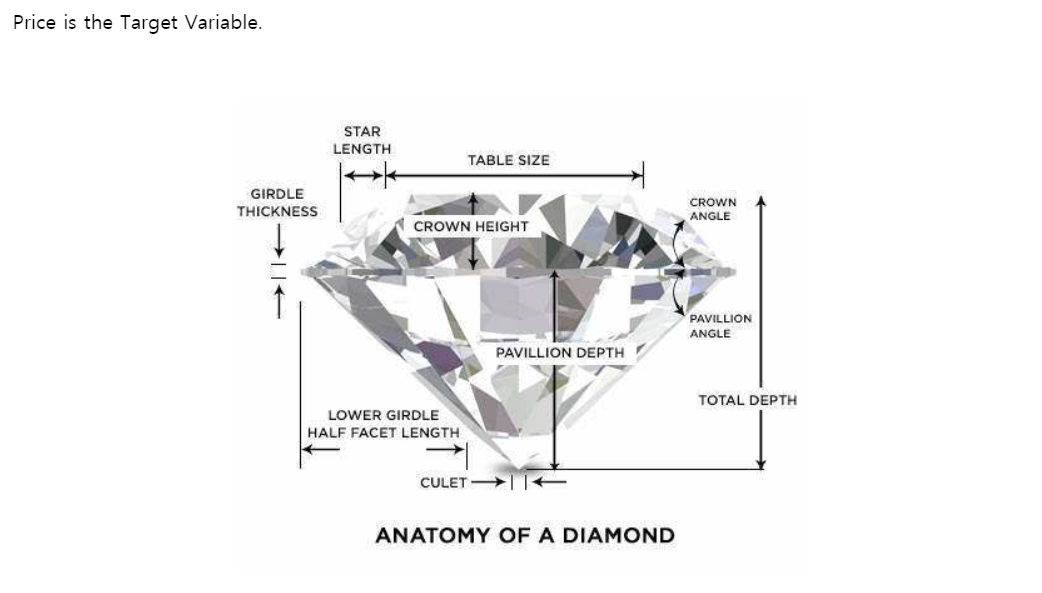 Price is the Target Variable.
STAR
LENGTH
TABLE SIZE
GIRDLE
THICKNESS
CROWN
ANGLE
CROWN HEIGHT
PAVILLION
ANGLE
PAVILLION DEPTH
TOTAL DEPTH
LOWER GIRDLE
HALF FACET LENGTH
CULET
ANATOMY OF A DIAMOND